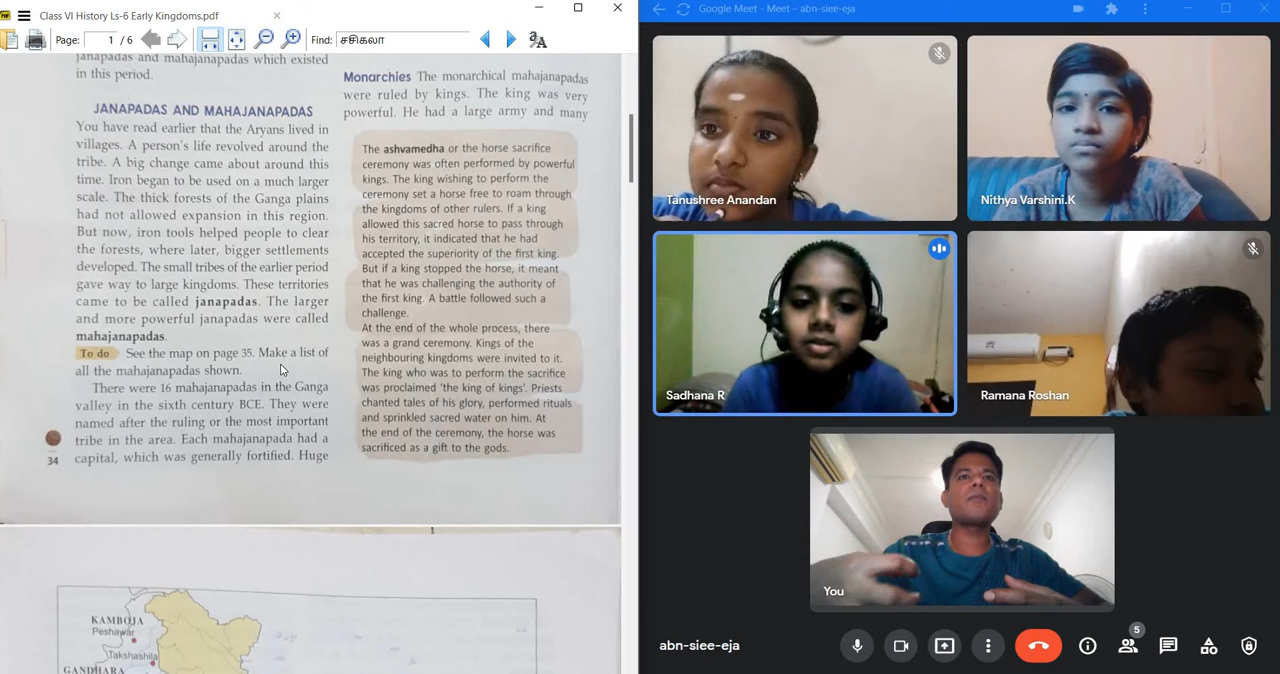 Class VI History Ls-6 Early Kingdoms.pdf
Page: 1 / 6 Find: சசிகலா
janapadas and mahajanapadas which existed
in this period.
JANAPADAS AND MAHAJANAPADAS
You have read earlier that the Aryans lived in
villages. A person's life revolved around the
tribe. A big change came about around this
time. Iron began to be used on a much larger
scale. The thick forests of the Ganga plains
had not allowed expansion in this region.
But now, iron tools helped people to clear
the forests, where later, bigger settlements
developed. The small tribes of the earlier period
gave way to large kingdoms. These territories
came to be called janapadas. The larger
and more powerful janapadas were called
mahajanapadas.
To do See the map on page 35. Make a list of
all the mahajanapadas shown.
There were 16 mahajanapadas in the Ganga
valley in the sixth century BCE. They were
named after the ruling or the most important
tribe in the area. Each mahajanapada had a
capital, which was generally fortified. Huge
34
Monarchies The monarchical mahajanapadas
were ruled by kings. The king was very
powerful. He had a large army and many
The ashvamedha or the horse sacrifice
ceremony was often performed by powerful
kings. The king wishing to perform the
ceremony set a horse free to roam through
the kingdoms of other rulers. If a king
allowed this sacred horse to pass through
his territory, it indicated that he had
accepted the superiority of the first king.
But if a king stopped the horse, it meant
that he was challenging the authority of
the first king. A battle followed such a
challenge.
At the end of the whole process, there
was a grand ceremony. Kings of the
neighbouring kingdoms were invited to it.
The king who was to perform the sacrifice
was proclaimed 'the king of kings'. Priests
chanted tales of his glory, performed rituals
and sprinkled sacred water on him. At
the end of the ceremony, the horse was
sacrificed as a gift to the gods.
KAMBOJA
Peshawar
Takshashila
GANDHARA
Google Meet - Meet – abn-siee-eja
Tanushree Anandan
Nithya Varshini.K
Sadhana R
Ramana Roshan
You
abn-siee-eja
5